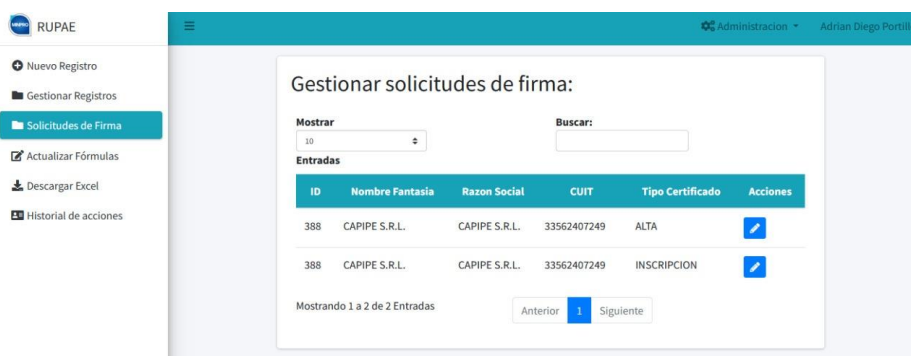 MINPRO RUPAE
Administracion Adrian Diego Portill
Nuevo Registro
Gestionar Registros
Solicitudes de Firma
Actualizar Fórmulas
Descargar Excel
Historial de acciones
Gestionar solicitudes de firma:
Mostrar Buscar:
10
Entradas
ID Nombre Fantasia Razon Social CUIT Tipo Certificado Acciones
388 CAPIPE S.R.L. CAPIPE S.R.L. 33562407249 ALTA
388 CAPIPE S.R.L. CAPIPE S.R.L. 33562407249 INSCRIPCION
Mostrando 1 a 2 de 2 Entradas Anterior 1 Siguiente